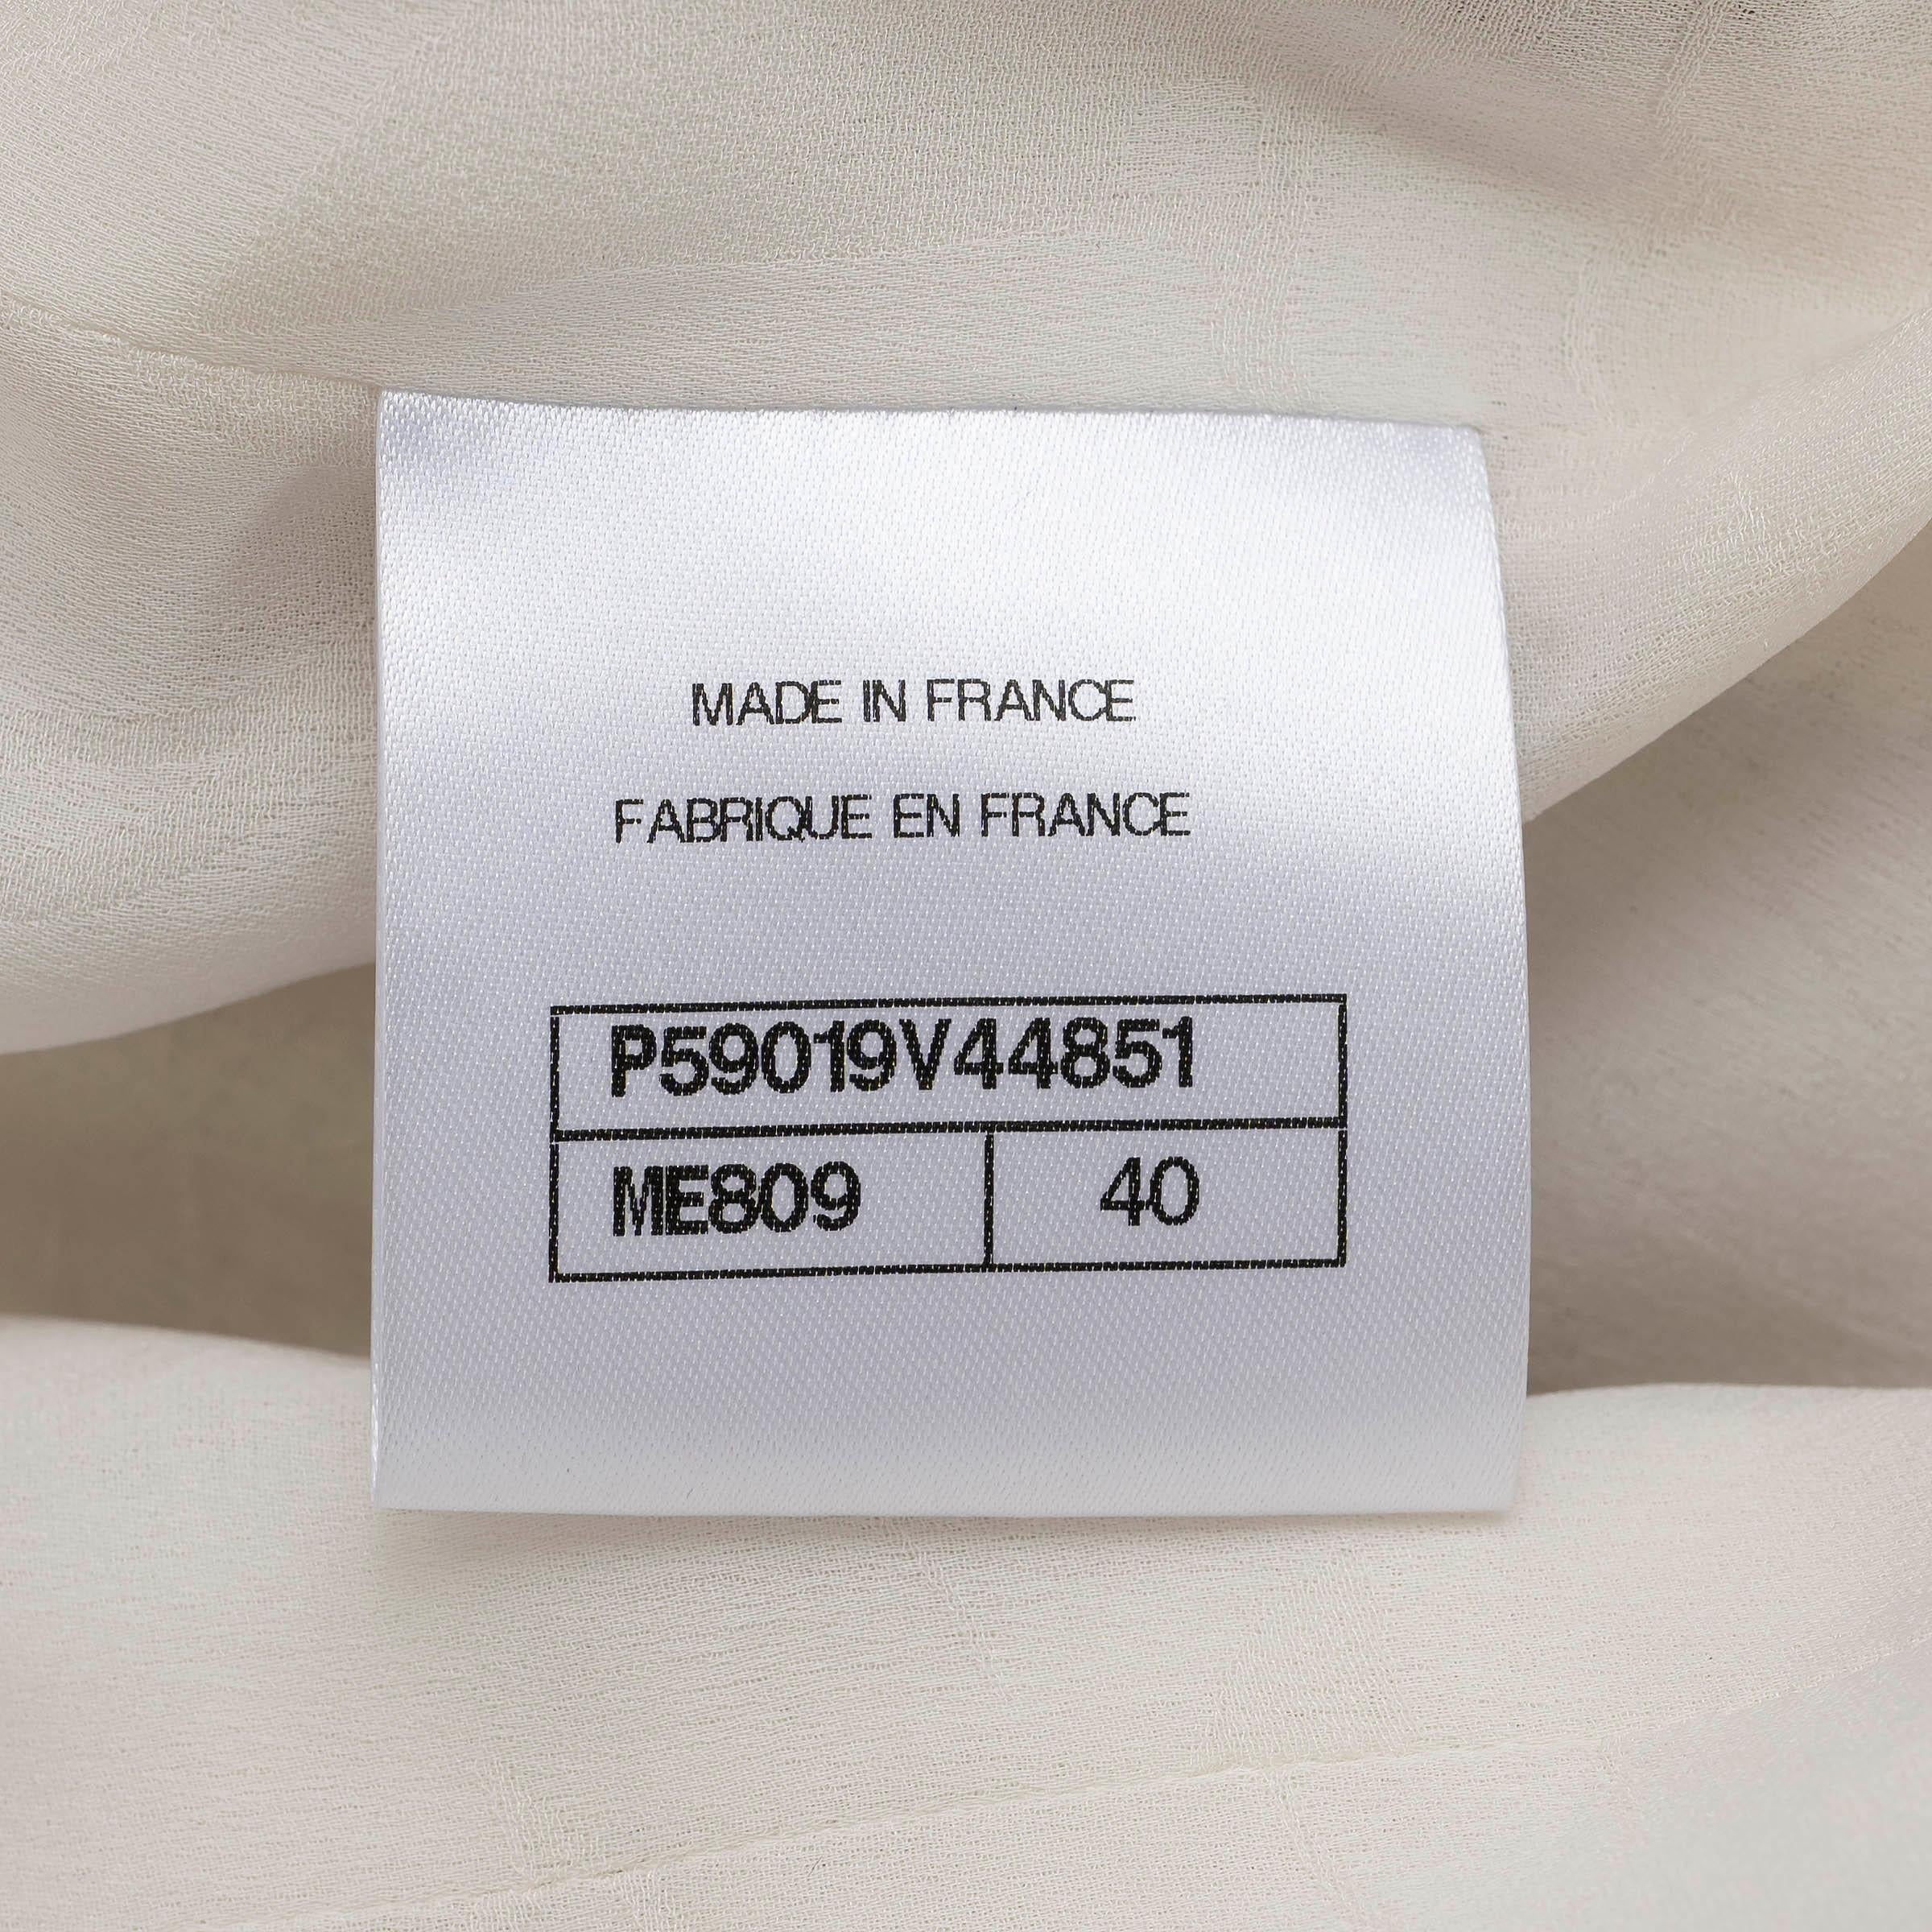 MADE IN FRANCE
FABRIQUE EN FRANCE
P59019V44851
ME809 40